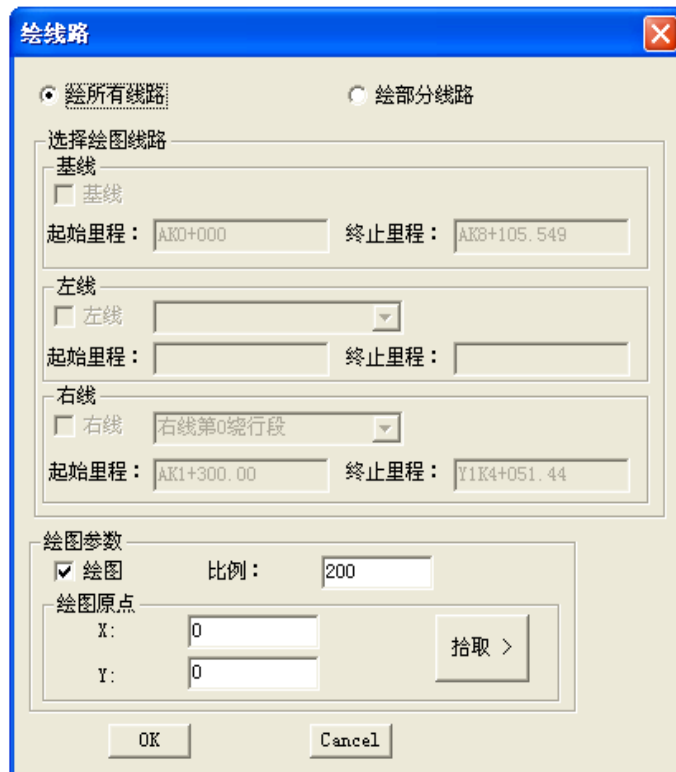 绘线路
绘所有线路 绘部分线路
选择绘图线路
基线
基线
起始里程： AK0+000 终止里程： AK8+105.549
左线
左线
起始里程： 终止里程：
右线
右线 右线第0绕行段
起始里程： AK1+300.00 终止里程： Y1K4+051.44
绘图参数
绘图 比例： 200
绘图原点
X: 0
拾取 >
Y: 0
OK Cancel